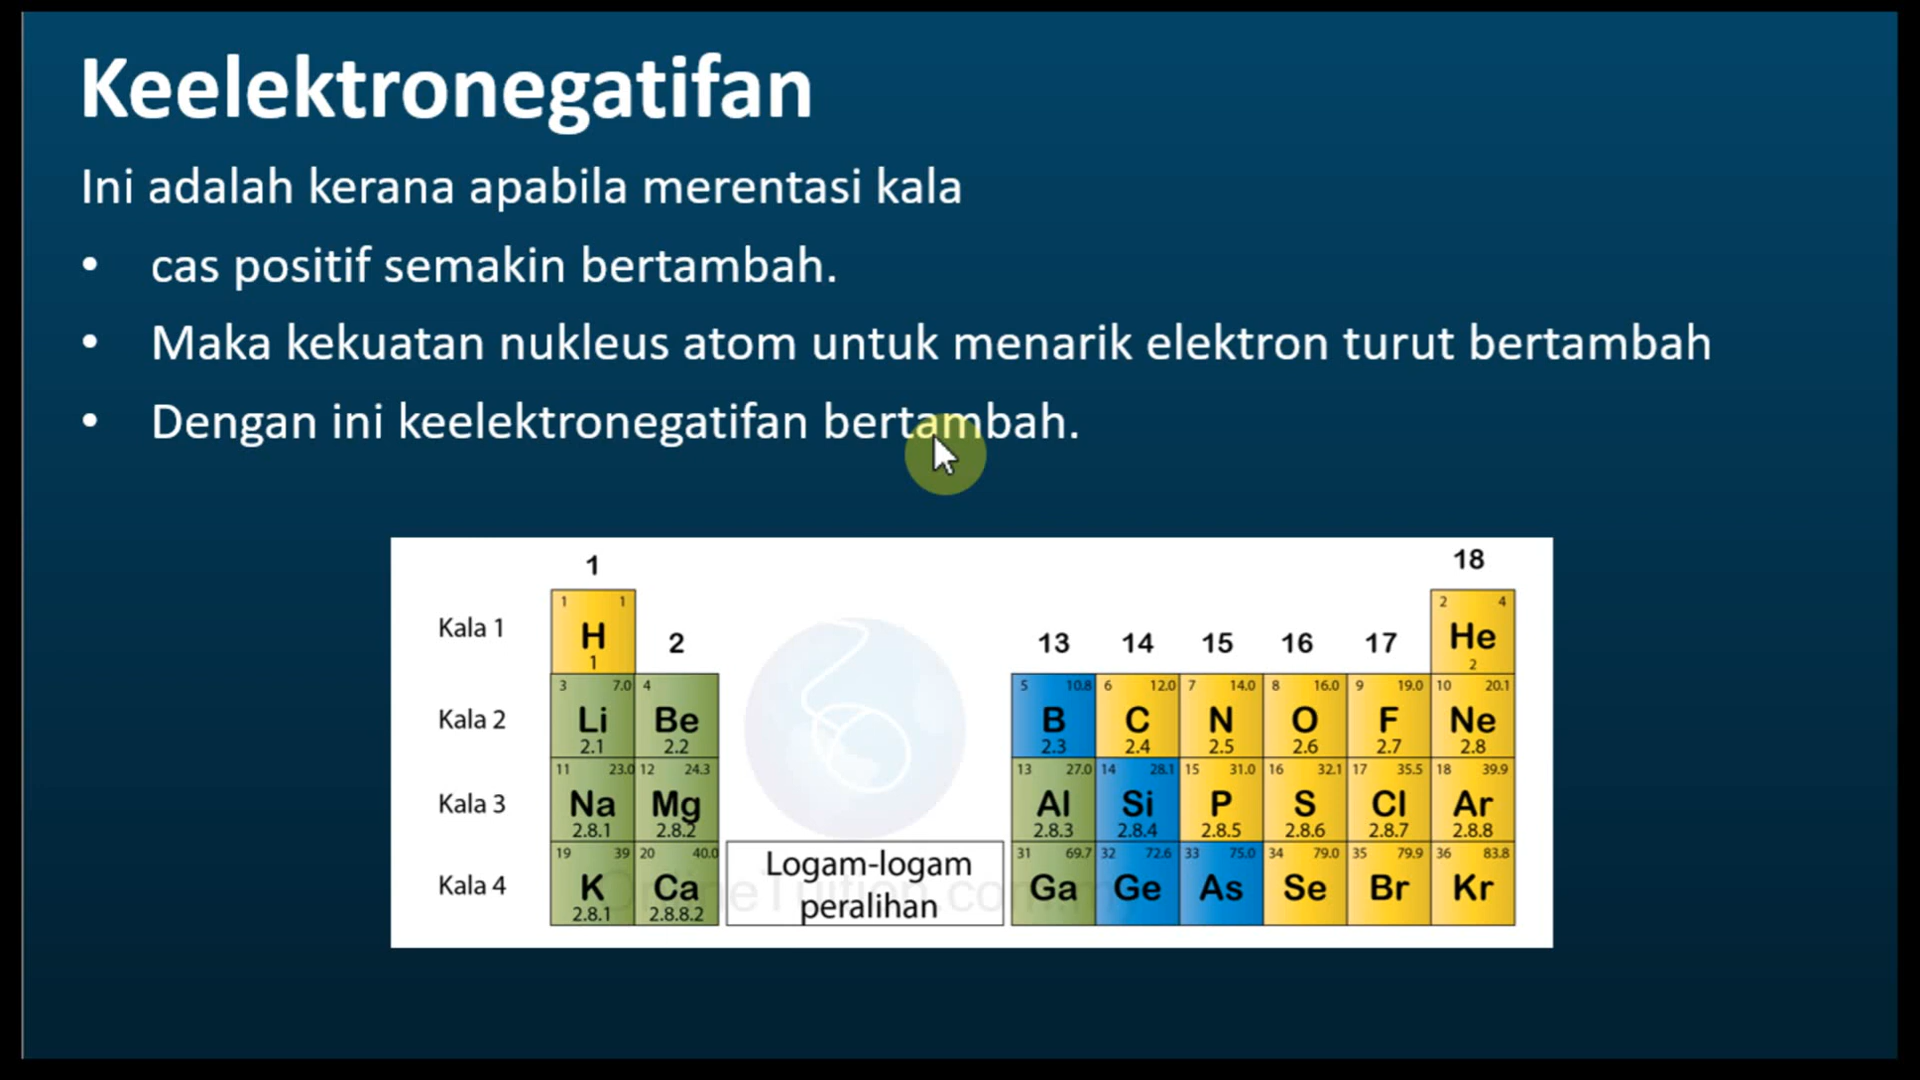 Keelektronegatifan
Ini adalah kerana apabila merentasi kala
• cas positif semakin bertambah.
• Maka kekuatan nukleus atom untuk menarik elektron turut bertambah
• Dengan ini keelektronegatifan bertambah.
1 18
Kala 1
1 1 2 4
H He
1 2
2 13 14 15 16 17
Kala 2
3 7.0 4 5 10.8 6 12.0 7 14.0 8 16.0 9 19.0 10 20.1
Li Be B C N O F Ne
2.1 2.2 2.3 2.4 2.5 2.6 2.7 2.8
Kala 3
11 23.0 12 24.3 13 27.0 14 28.1 15 31.0 16 32.1 17 35.5 18 39.9
Na Mg Al Si P S Cl Ar
2.8.1 2.8.2 2.8.3 2.8.4 2.8.5 2.8.6 2.8.7 2.8.8
Kala 4
19 39 20 40.0 31 69.7 32 72.6 33 75.0 34 79.0 35 79.9 36 83.8
K Ca Ga Ge As Se Br Kr
2.8.1 2.8.8.2
Logam-logam
peralihan
OnlineTuition.com.my